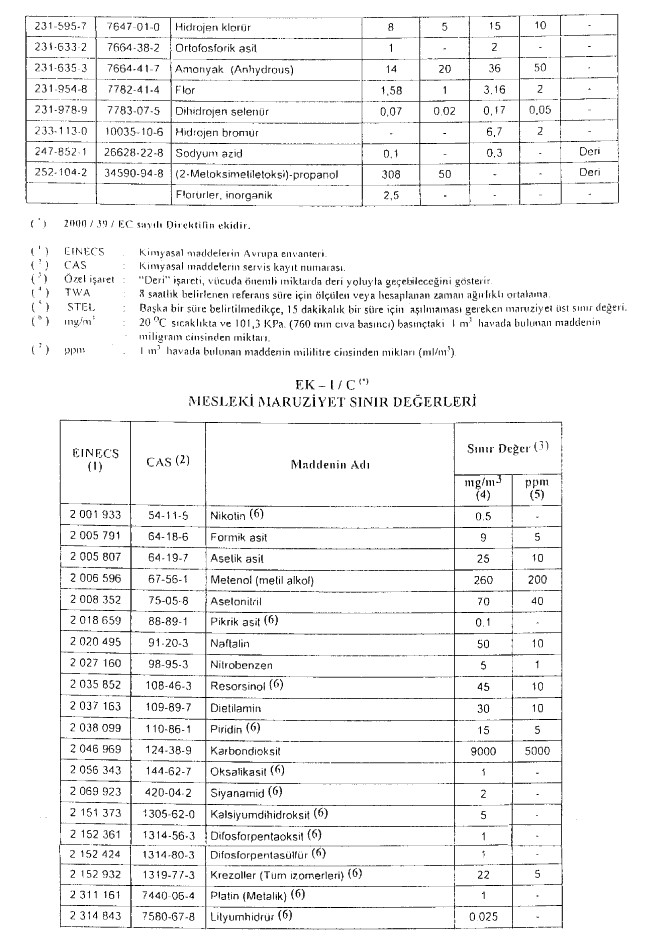 231-595-7 7647-01-0 Hidrojen klorür 8 5 15 10 -
231-633-2 7664-38-2 Ortofosforik asit 1 - 2 - -
231-635-3 7664-41-7 Amonyak (Anhydrous) 14 20 36 50 -
231-954-8 7782-41-4 Flor 1,58 1 3,16 2 -
231-978-9 7783-07-5 Dihidrojen selenür 0,07 0,02 0,17 0,05 -
233-113-0 10035-10-6 Hidrojen bromür - - 6,7 2 -
247-852-1 26628-22-8 Sodyum azid 0,1 - 0,3 - Deri
252-104-2 34590-94-8 (2-Metoksimetiletoksi)-propanol 308 50 - - Deri
Florürler, inorganik 2,5 - - - -
(*) 2000 / 39 / EC sayılı Direktifin ekidir.
(1) EINECS : Kimyasal maddelerin Avrupa envanteri.
(2) CAS : Kimyasal maddelerin servis kayıt numarası.
(3) Özel işaret : "Deri" işareti, vücuda önemli miktarda deri yoluyla geçebileceğini gösterir.
(4) TWA : 8 saatlik belirlenen referans süre için ölçülen veya hesaplanan zaman ağırlıklı ortalama.
(5) STEL : Başka bir süre belirtilmedikçe, 15 dakikalık bir süre için aşılmaması gereken maruziyet üst sınır değeri.
(6) mg/m³ : 20 °C sıcaklıkta ve 101,3 KPa. (760 mm cıva basıncı) basınçtaki 1 m³ havada bulunan maddenin
miligram cinsinden miktarı.
(7) ppm : 1 m³ havada bulunan maddenin mililitre cinsinden miktarı (ml/m³)
EK – I / C (*)
MESLEKİ MARUZİYET SINIR DEĞERLERİ
EINECS (1) CAS (2) Maddenin Adı Sınır Değer (3)
mg/m³ (4) ppm (5)
2 001 933 54-11-5 Nikotin (6) 0.5 -
2 005 791 64-18-6 Formik asit 9 5
2 005 807 64-19-7 Asetik asit 25 10
2 006 596 67-56-1 Metenol (metil alkol) 260 200
2 008 352 75-05-8 Asetonitril 70 40
2 018 659 88-89-1 Pikrik asit (6) 0.1 -
2 020 495 91-20-3 Naftalin 50 10
2 027 160 98-95-3 Nitrobenzen 5 1
2 035 852 108-46-3 Resorsinol (6) 45 10
2 037 163 109-89-7 Dietilamin 30 10
2 038 099 110-86-1 Piridin (6) 15 5
2 046 969 124-38-9 Karbondioksit 9000 5000
2 056 343 144-62-7 Oksalikasit (6) 1 -
2 069 923 420-04-2 Siyanamid (6) 2 -
2 151 373 1305-62-0 Kalsiyumdihidroksit (6) 5 -
2 152 361 1314-56-3 Difosforpentaoksit (6) 1 -
2 152 424 1314-80-3 Difosforpentasülfür (6) 1 -
2 152 932 1319-77-3 Krezoller (Tüm izomerleri) (6) 22 5
2 311 161 7440-06-4 Platin (Metalik) (6) 1 -
2 314 843 7580-67-8 Lityumhidrür (6) 0 025 -